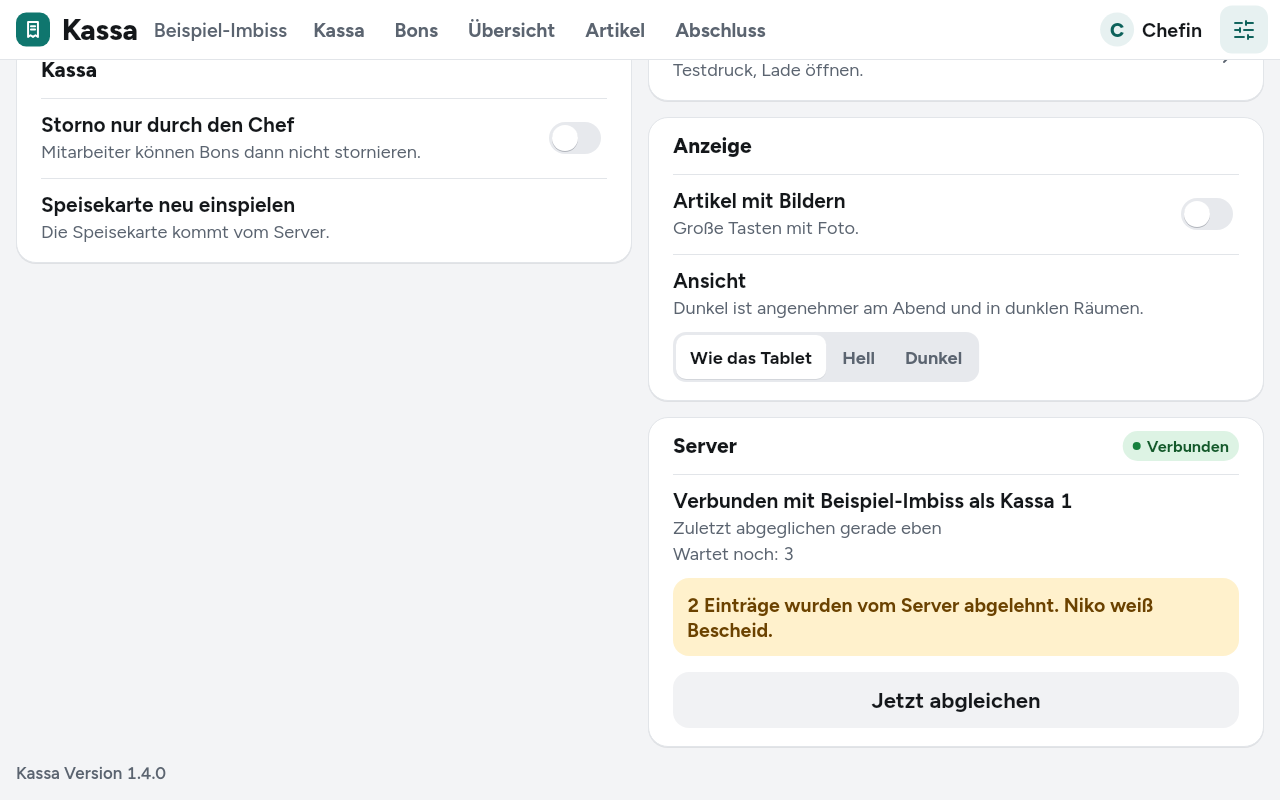 Kassa
Beispiel-Imbiss
Kassa
Bons
Übersicht
Artikel
Abschluss
C
Chefin
Kassa
Storno nur durch den Chef
Mitarbeiter können Bons dann nicht stornieren.
Speisekarte neu einspielen
Die Speisekarte kommt vom Server.
Testdruck, Lade öffnen.
Anzeige
Artikel mit Bildern
Große Tasten mit Foto.
Ansicht
Dunkel ist angenehmer am Abend und in dunklen Räumen.
Wie das Tablet
Hell
Dunkel
Server
Verbunden
Verbunden mit Beispiel-Imbiss als Kassa 1
Zuletzt abgeglichen gerade eben
Wartet noch: 3
2 Einträge wurden vom Server abgelehnt. Niko weiß
Bescheid.
Jetzt abgleichen
Kassa Version 1.4.0